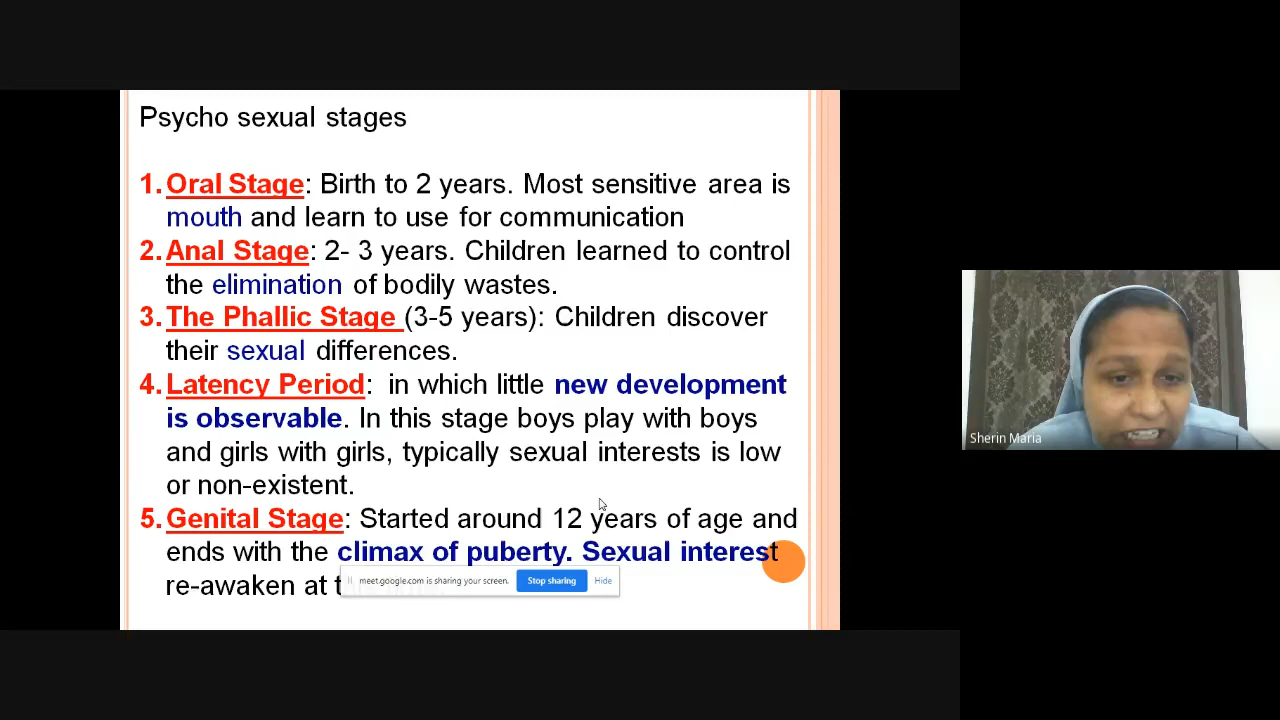 Psycho sexual stages
1. Oral Stage: Birth to 2 years. Most sensitive area is
mouth and learn to use for communication
2. Anal Stage: 2- 3 years. Children learned to control
the elimination of bodily wastes.
3. The Phallic Stage (3-5 years): Children discover
their sexual differences.
4. Latency Period: in which little new development
is observable. In this stage boys play with boys
and girls with girls, typically sexual interests is low
or non-existent.
5. Genital Stage: Started around 12 years of age and
ends with the climax of puberty. Sexual interest
re-awaken at
meet.google.com is sharing your screen. Stop sharing Hide
Sherin Maria